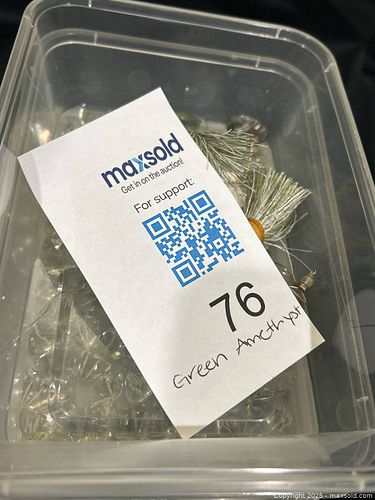 maxsold
Get in on the auction!
For support:
76
Green Amethyst
Copyright 2025 - maxsold.com